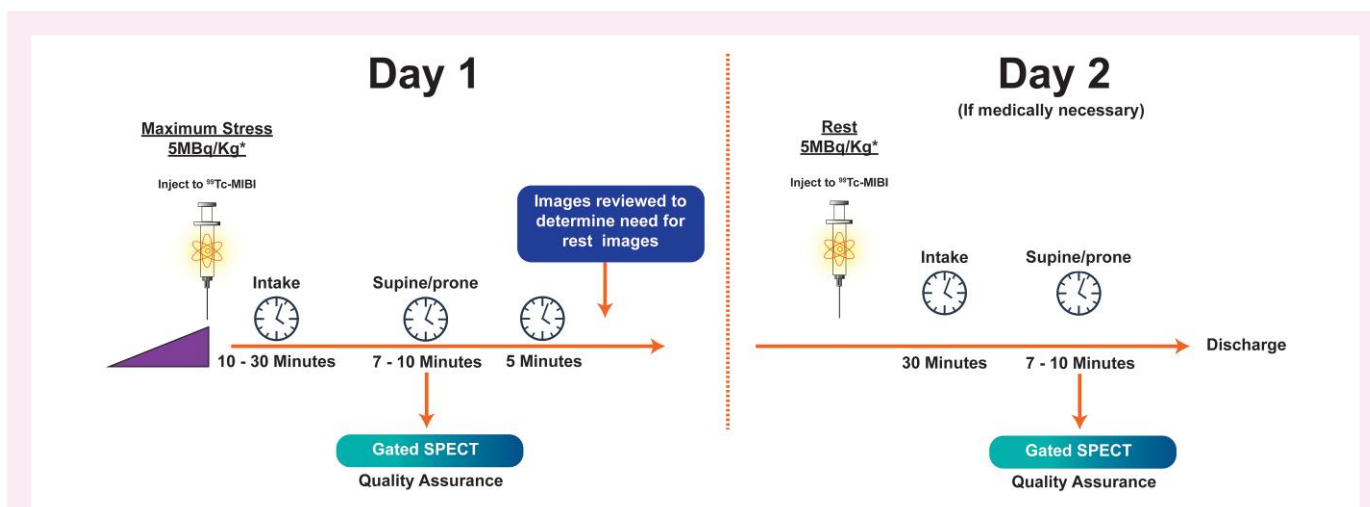 Day 1
Maximum Stress
5MBq/Kg*
Inject to ⁹⁹Tc-MIBI
Images reviewed to
determine need for
rest images
Intake
Supine/prone
10 - 30 Minutes
7 - 10 Minutes
5 Minutes
Gated SPECT
Quality Assurance
Day 2
(If medically necessary)
Rest
5MBq/Kg*
Inject to ⁹⁹Tc-MIBI
Intake
Supine/prone
30 Minutes
7 - 10 Minutes
Discharge
Gated SPECT
Quality Assurance